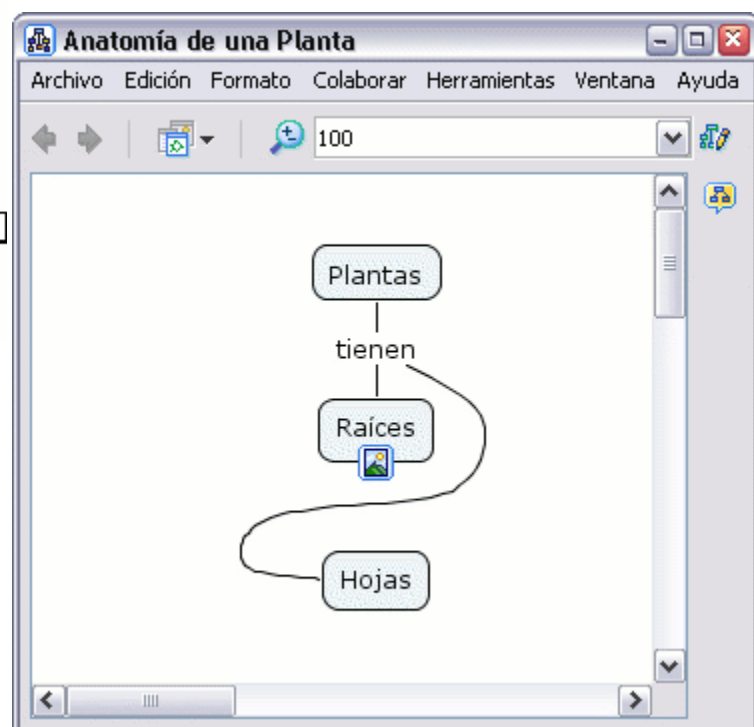 Anatomía de una Planta
Archivo Edición Formato Colaborar Herramientas Ventana Ayuda
100
Plantas
tienen
Raíces
Hojas